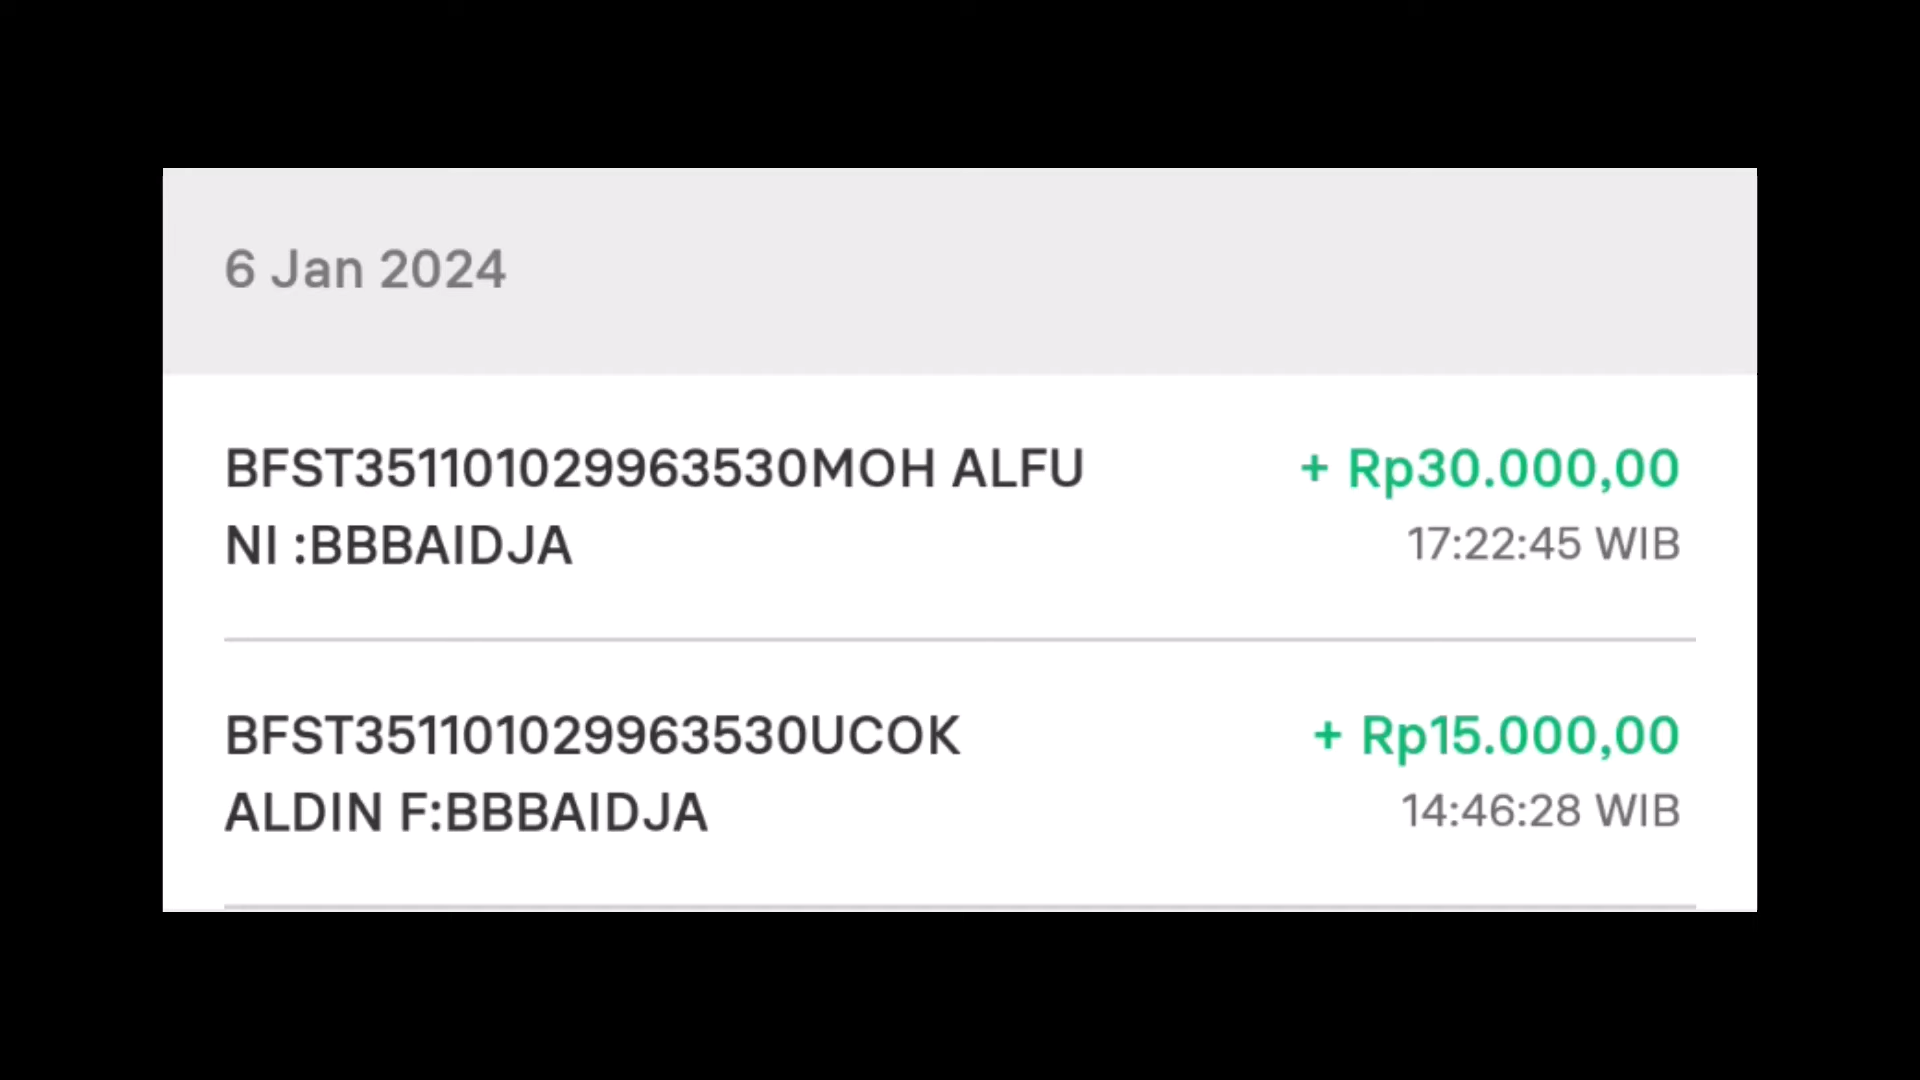 6 Jan 2024
BFST351101029963530MOH ALFU
+ Rp30.000,00
NI :BBBAIDJA
17:22:45 WIB
BFST351101029963530UCOK
+ Rp15.000,00
ALDIN F:BBBAIDJA
14:46:28 WIB